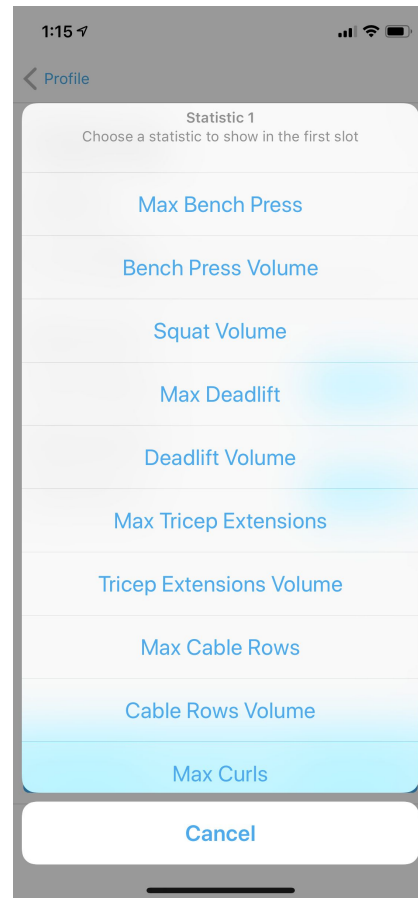 1:15
Profile
Statistic 1
Choose a statistic to show in the first slot
Max Bench Press
Bench Press Volume
Squat Volume
Max Deadlift
Deadlift Volume
Max Tricep Extensions
Tricep Extensions Volume
Max Cable Rows
Cable Rows Volume
Max Curls
Cancel